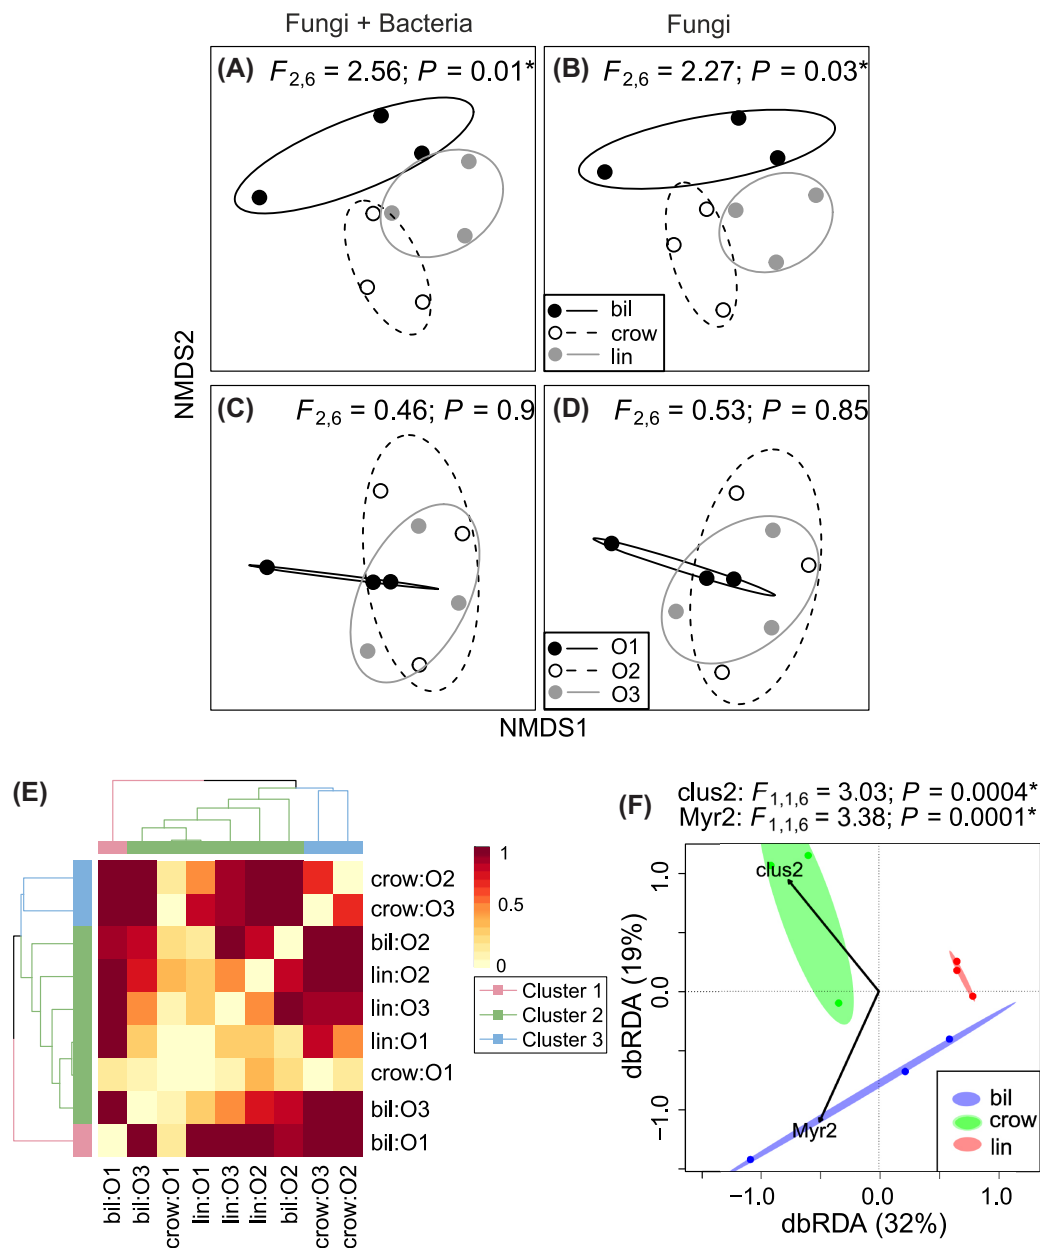 Fungi + Bacteria
Fungi
(A) F2,6 = 2.56; P = 0.01*
(B) F2,6 = 2.27; P = 0.03*
bil
crow
lin
NMDS2
(C) F2,6 = 0.46; P = 0.9
(D) F2,6 = 0.53; P = 0.85
O1
O2
O3
NMDS1
(E)
crow:O2
crow:O3
bil:O2
lin:O2
lin:O3
lin:O1
crow:O1
bil:O3
bil:O1
bil:O1
bil:O3
crow:O1
lin:O1
lin:O3
lin:O2
bil:O2
crow:O3
crow:O2
1
0.5
0
Cluster 1
Cluster 2
Cluster 3
(F)
clus2: F1,1,6 = 3.03; P = 0.0004*
Myr2: F1,1,6 = 3.38; P = 0.0001*
clus2
Myr2
dbRDA (19%)
1.0
0.0
−1.0
−1.0
0.0
1.0
dbRDA (32%)
bil
crow
lin